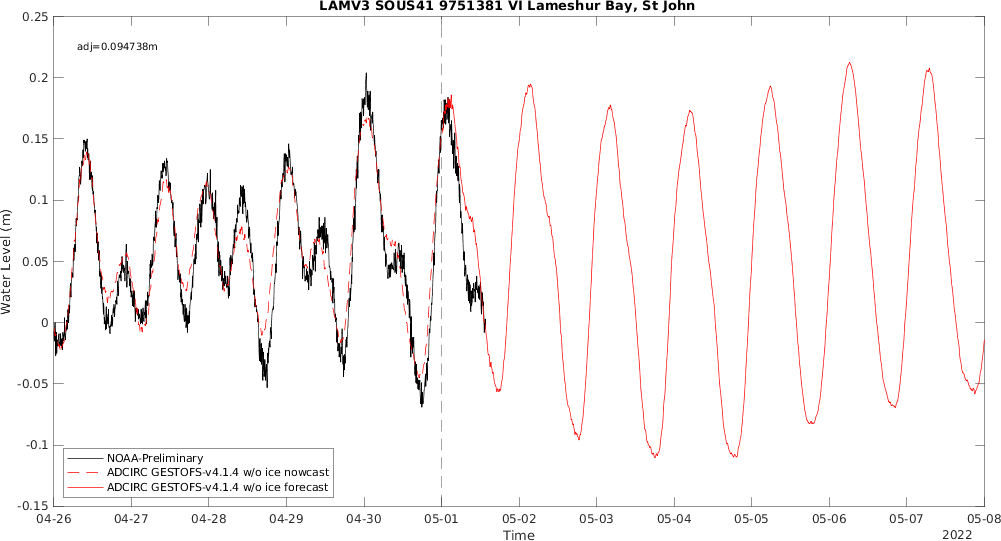 LAMV3 SOUS41 9751381 VI Lameshur Bay, St John
adj=0.094738m
0.25
0.2
0.15
0.1
0.05
0
-0.05
-0.1
-0.15
Water Level (m)
NOAA-Preliminary
ADCIRC GESTOFS-v4.1.4 w/o ice nowcast
ADCIRC GESTOFS-v4.1.4 w/o ice forecast
04-26 04-27 04-28 04-29 04-30 05-01 05-02 05-03 05-04 05-05 05-06 05-07 05-08
Time
2022